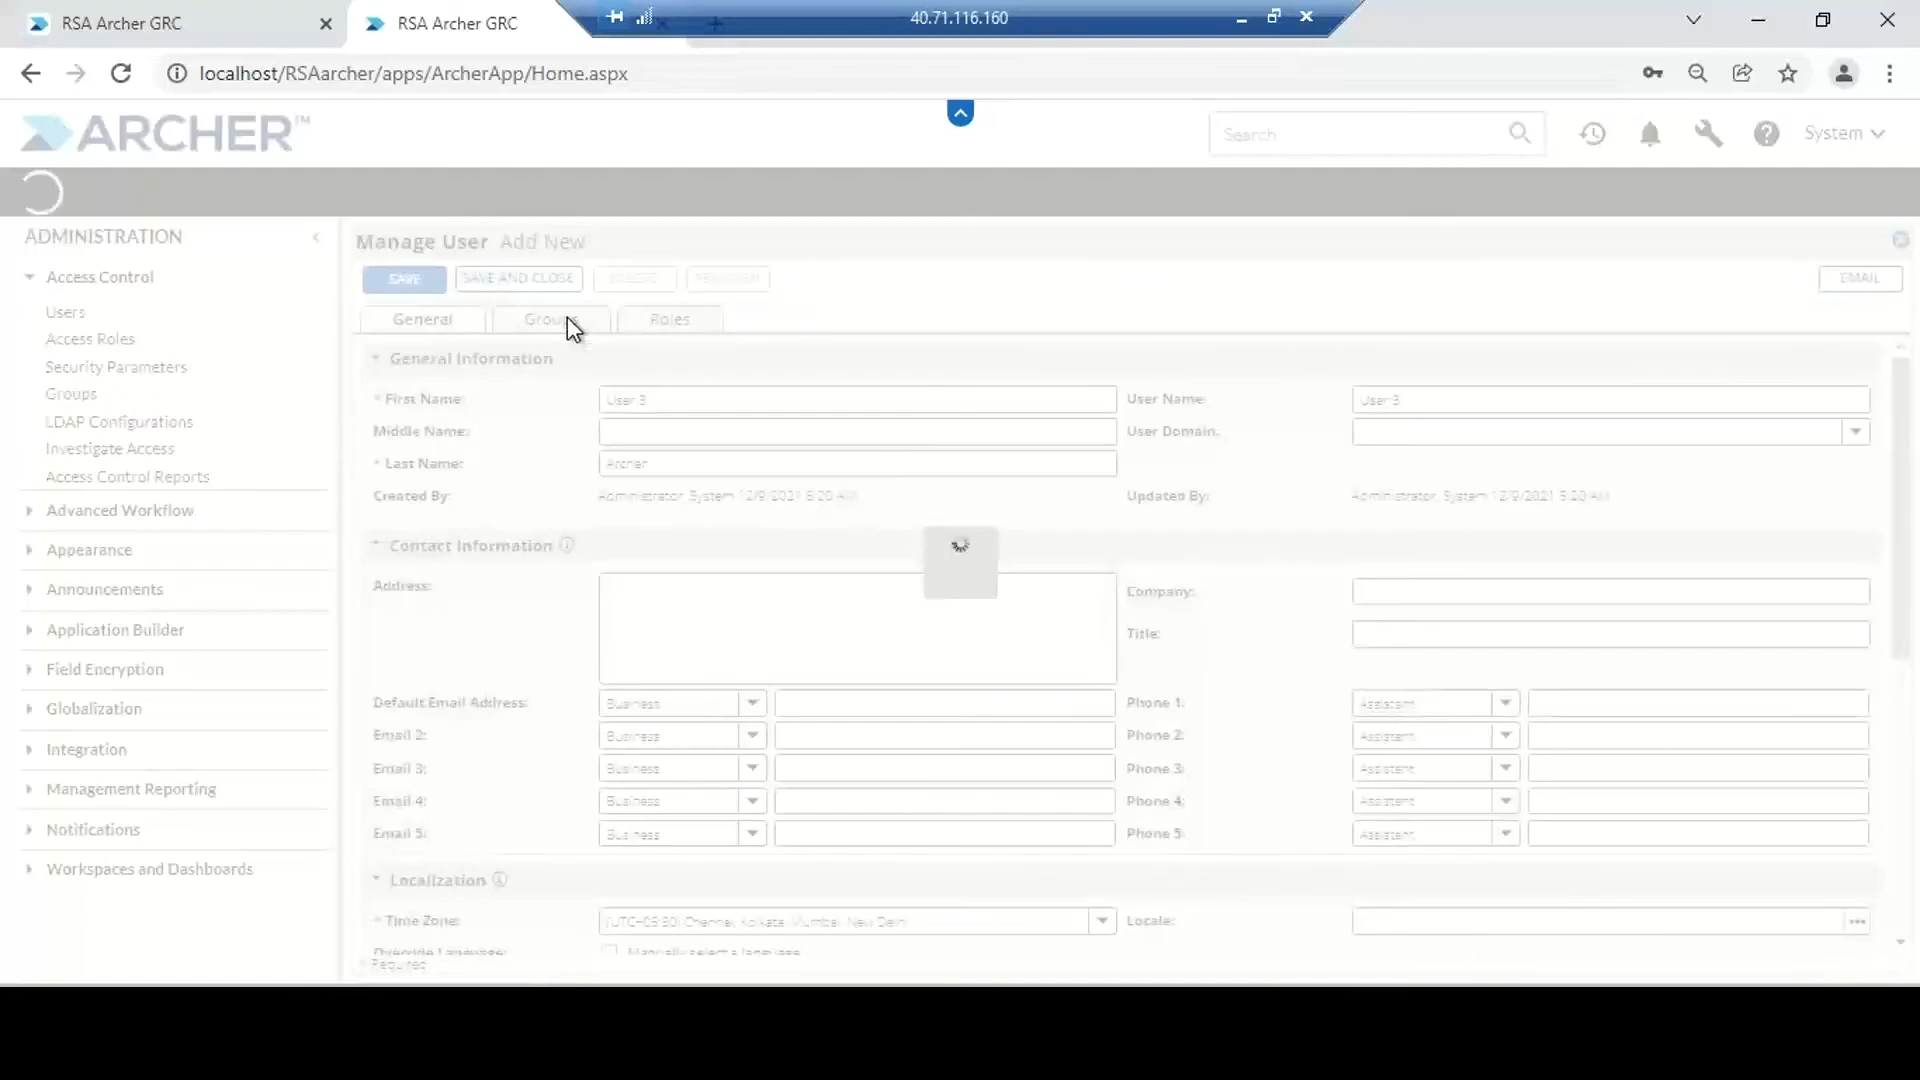 RSA Archer GRC
RSA Archer GRC
40.71.116.160
localhost/RSAarcher/apps/ArcherApp/Home.aspx
ARCHER™
Search
System
ADMINISTRATION
Access Control
Users
Access Roles
Security Parameters
Groups
LDAP Configurations
Investigate Access
Access Control Reports
Advanced Workflow
Appearance
Announcements
Application Builder
Field Encryption
Globalization
Integration
Management Reporting
Notifications
Workspaces and Dashboards
Manage User Add New
SAVE SAVE AND CLOSE DELETE EMAIL
General Groups Roles
General Information
* First Name: User 3 User Name: User 3
Middle Name: User Domain:
* Last Name: Archer
Created By: Administrator, System 12/9/2021 5:20 AM Updated By: Administrator, System 12/9/2021 5:20 AM
Contact Information
Address: Company:
Title:
Default Email Address: Business Phone 1: Assistant
Email 2: Business Phone 2: Assistant
Email 3: Business Phone 3: Assistant
Email 4: Business Phone 4: Assistant
Email 5: Business Phone 5: Assistant
Localization
* Time Zone: (UTC+05:30) Chennai, Kolkata, Mumbai, New Delhi Locale:
Override Language: Manually select a language
* Required